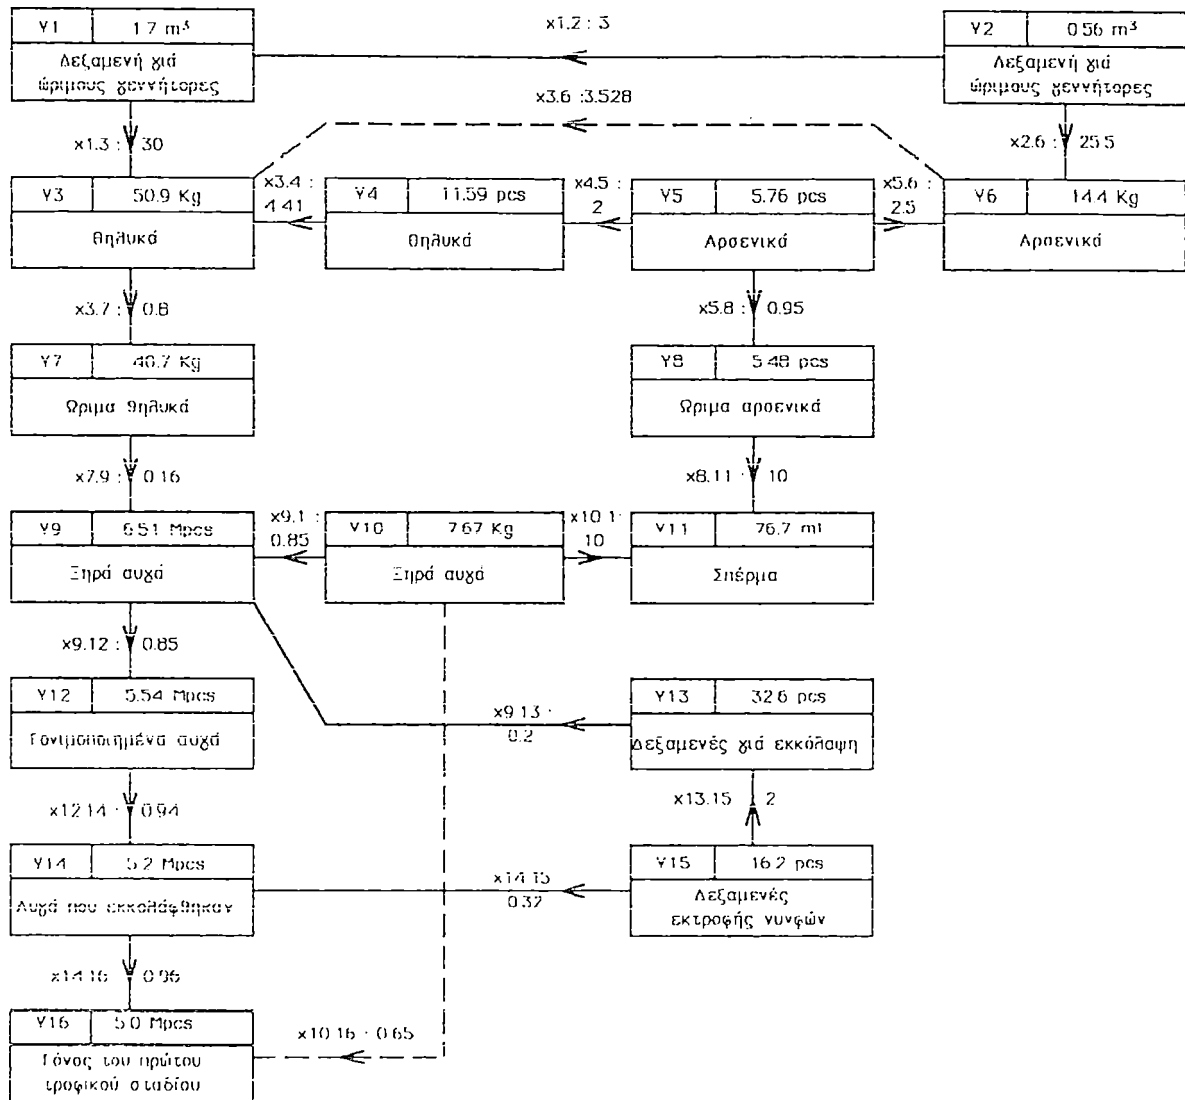 Y1 1.7 m³
Δεξαμενή γιά
ώριμους γεννήτορες
x1.2 : 3
Y2 0.56 m³
Δεξαμενή γιά
ώριμους γεννήτορες
x3.6 :3.528
x1.3 : 30
x2.6 : 25.5
Y3 50.9 Kg
Θηλυκά
x3.4 :
4.41
Y4 11.59 pcs
Θηλυκά
x4.5 :
2
Y5 5.76 pcs
Αρσενικά
x5.6 :
2.5
Y6 14.4 Kg
Αρσενικά
x3.7 : 0.8
x5.8 : 0.95
Y7 40.7 Kg
Ωριμα θηλυκά
Y8 5.48 pcs
Ωριμα αρσενικά
x7.9 : 0.16
x8.11 : 10
Y9 6.51 Mpcs
Ξηρά αυγά
x9.1 :
0.85
Y10 7.67 Kg
Ξηρά αυγά
x10.1:
10
Y11 76.7 ml
Σπέρμα
x9.12 : 0.85
Y12 5.54 Mpcs
Γονιμοποιημένα αυγά
x9.13 :
0.2
Y13 32.6 pcs
Δεξαμενές γιά εκκόλαψη
x12.14 : 0.94
x13.15 2
Y14 5.2 Mpcs
Αυγά που εκκολάφθηκαν
x14.15
0.32
Y15 16.2 pcs
Δεξαμενές
εκτροφής νυνφών
x14.16 0.96
Y16 5.0 Mpcs
Γόνος του πρώτου
τροφικού σταδίου
x10.16 : 0.65